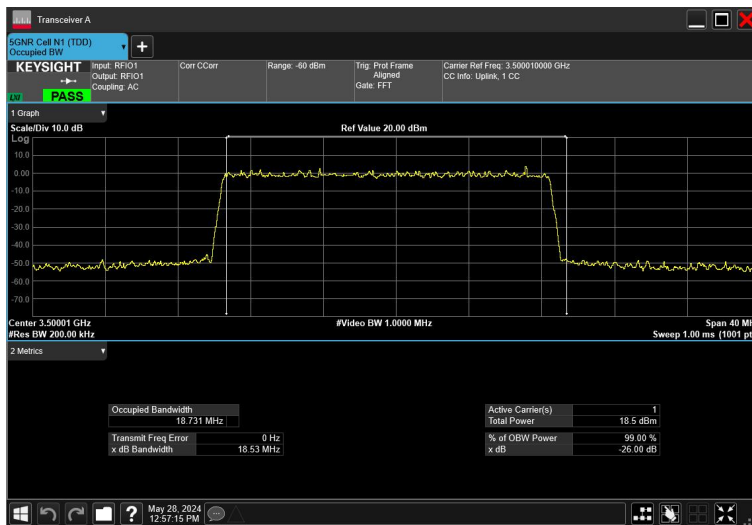 Transceiver A
5GNR Cell N1 (TDD)
Occupied BW
KEYSIGHT
LXI
PASS
Input: RFIO1
Output: RFIO1
Coupling: AC
Corr CCorr
Range: -60 dBm
Trig: Prot Frame
Aligned
Gate: FFT
Carrier Ref Freq: 3.500010000 GHz
CC Info: Uplink, 1 CC
1 Graph
Scale/Div 10.0 dB
Ref Value 20.00 dBm
Log
10.0
0.00
-10.0
-20.0
-30.0
-40.0
-50.0
-60.0
-70.0
Center 3.50001 GHz
#Video BW 1.0000 MHz
Span 40 MH
#Res BW 200.00 kHz
Sweep 1.00 ms (1001 pt
2 Metrics
Occupied Bandwidth
18.731 MHz
Active Carrier(s) 1
Total Power 18.5 dBm
Transmit Freq Error 0 Hz
x dB Bandwidth 18.53 MHz
% of OBW Power 99.00 %
x dB -26.00 dB
?
May 28, 2024
12:57:15 PM